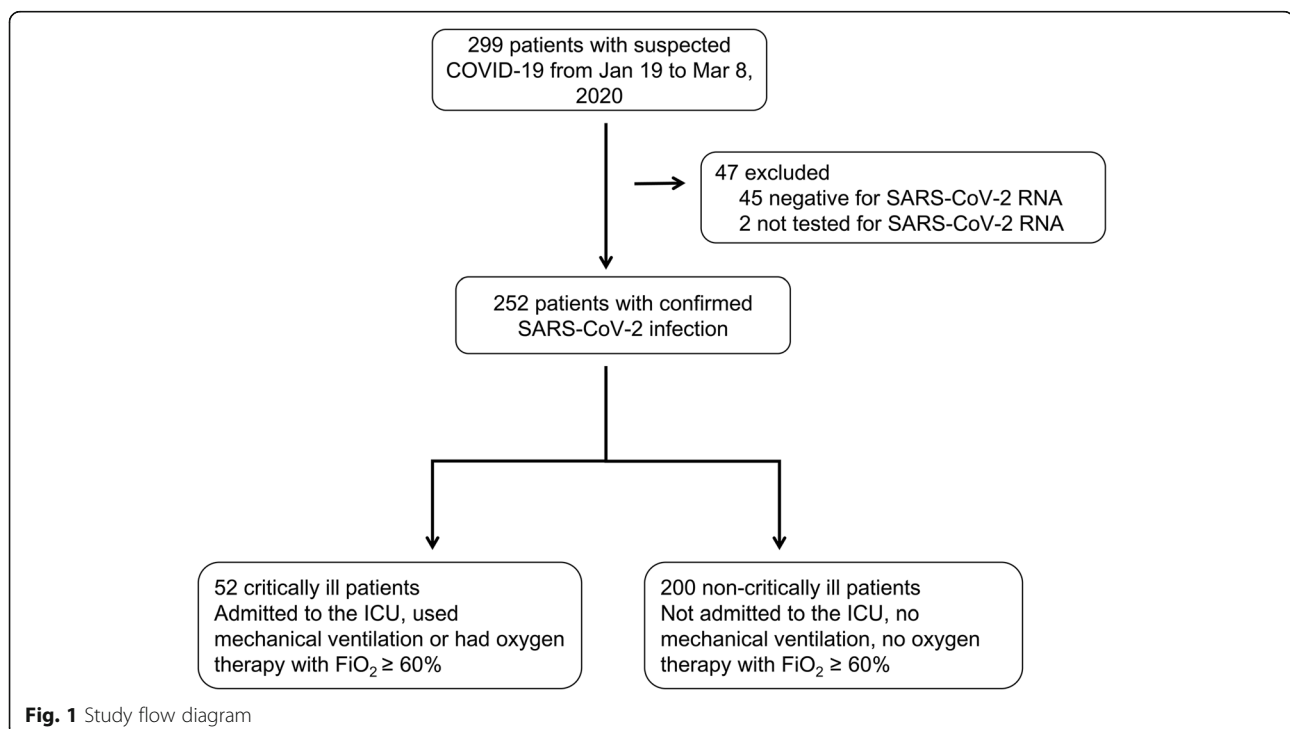 299 patients with suspected
COVID-19 from Jan 19 to Mar 8,
2020
47 excluded
45 negative for SARS-CoV-2 RNA
2 not tested for SARS-CoV-2 RNA
252 patients with confirmed
SARS-CoV-2 infection
52 critically ill patients
Admitted to the ICU, used
mechanical ventilation or had oxygen
therapy with FiO₂ ≥ 60%
200 non-critically ill patients
Not admitted to the ICU, no
mechanical ventilation, no oxygen
therapy with FiO₂ ≥ 60%
Fig. 1 Study flow diagram